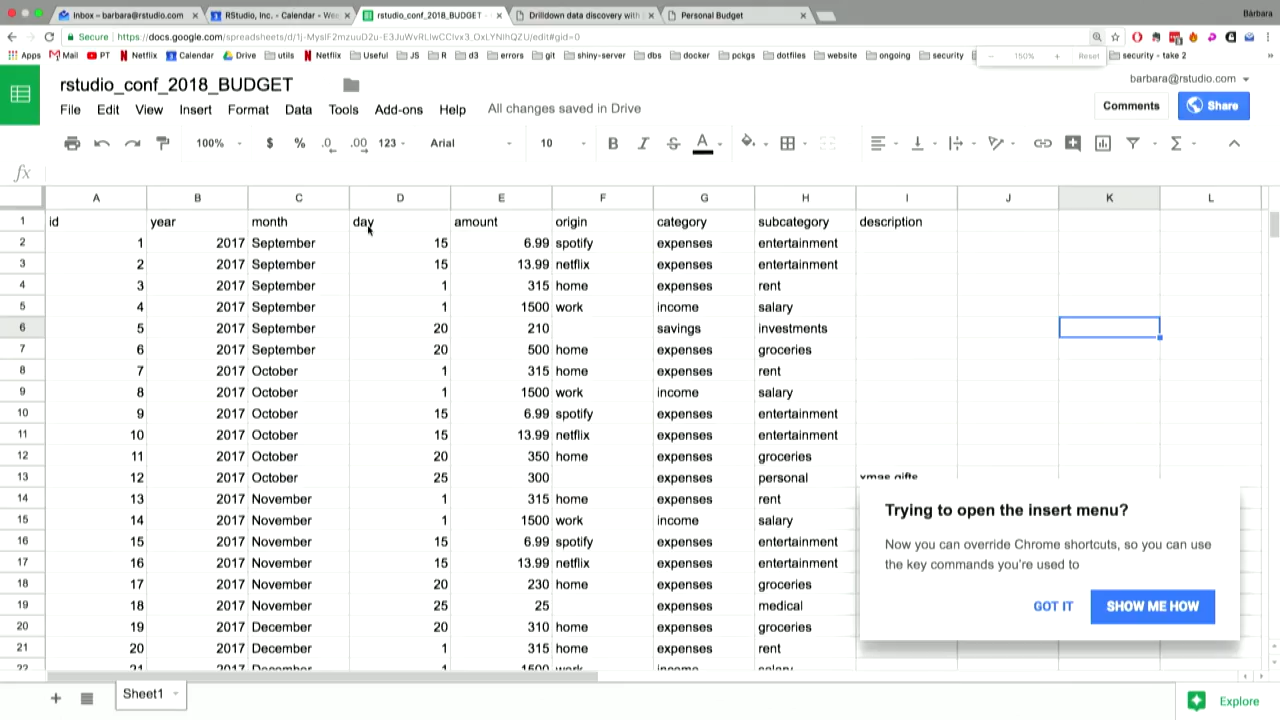 Inbox – barbara@rstudio.com
RStudio, Inc. - Calendar - We
rstudio_conf_2018_BUDGET -
Drilldown data discovery with
Personal Budget
Bárbara
Secure
Apps Mail PT Netflix Calendar Drive utils Netflix Useful JS R d3 errors git shiny-server dbs docker pckgs dotfiles website ongoing security security - take 2
150% Reset
rstudio_conf_2018_BUDGET
barbara@rstudio.com
File Edit View Insert Format Data Tools Add-ons Help All changes saved in Drive
Comments Share
100% $ % .0 .00 123 Arial 10 B I S A
fx
A B C D E F G H I J K L
1 id year month day amount origin category subcategory description
2 1 2017 September 15 6.99 spotify expenses entertainment
3 2 2017 September 15 13.99 netflix expenses entertainment
4 3 2017 September 1 315 home expenses rent
5 4 2017 September 1 1500 work income salary
6 5 2017 September 20 210 savings investments
7 6 2017 September 20 500 home expenses groceries
8 7 2017 October 1 315 home expenses rent
9 8 2017 October 1 1500 work income salary
10 9 2017 October 15 6.99 spotify expenses entertainment
11 10 2017 October 15 13.99 netflix expenses entertainment
12 11 2017 October 20 350 home expenses groceries
13 12 2017 October 25 300 expenses personal xmas gifts
14 13 2017 November 1 315 home expenses rent
15 14 2017 November 1 1500 work income salary
16 15 2017 November 15 6.99 spotify expenses entertainment
17 16 2017 November 15 13.99 netflix expenses entertainment
18 17 2017 November 20 230 home expenses groceries
19 18 2017 November 25 25 expenses medical
20 19 2017 December 20 310 home expenses groceries
21 20 2017 December 1 315 home expenses rent
22 21 2017 December 1 1500 work income salary
Trying to open the insert menu?
Now you can override Chrome shortcuts, so you can use
the key commands you're used to
GOT IT SHOW ME HOW
Sheet1
Explore